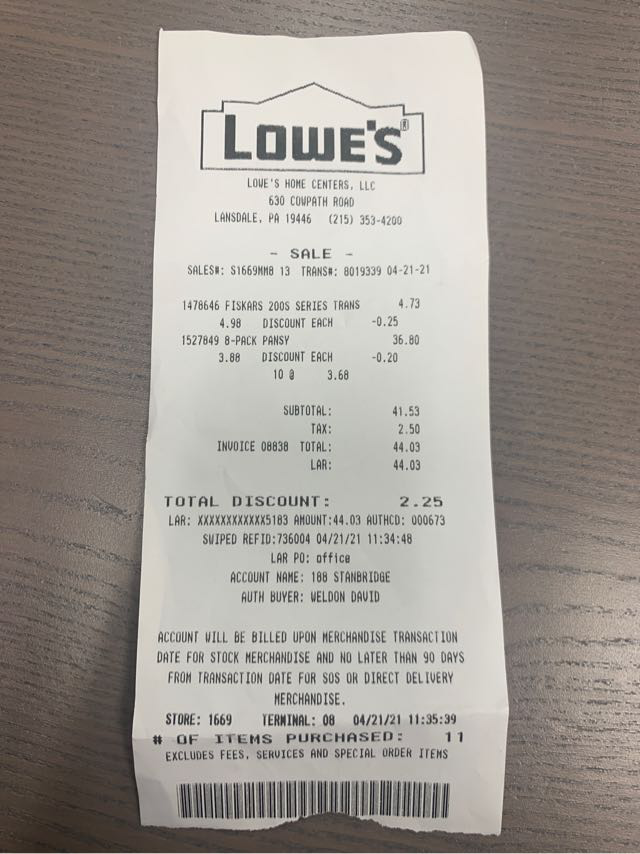 LOWE'S®
LOWE'S HOME CENTERS, LLC
630 COWPATH ROAD
LANSDALE, PA 19446 (215) 353-4200
- SALE -
SALES#: S1669MM8 13 TRANS#: 8019339 04-21-21
1478646 FISKARS 200S SERIES TRANS 4.73
4.98 DISCOUNT EACH -0.25
1527849 8-PACK PANSY 36.80
3.88 DISCOUNT EACH -0.20
10 @ 3.68
SUBTOTAL: 41.53
TAX: 2.50
INVOICE 08838 TOTAL: 44.03
LAR: 44.03
TOTAL DISCOUNT: 2.25
LAR: XXXXXXXXXXXX5183 AMOUNT:44.03 AUTHCD: 000673
SWIPED REFID:736004 04/21/21 11:34:48
LAR PO: office
ACCOUNT NAME: 188 STANBRIDGE
AUTH BUYER: WELDON DAVID
ACCOUNT WILL BE BILLED UPON MERCHANDISE TRANSACTION
DATE FOR STOCK MERCHANDISE AND NO LATER THAN 90 DAYS
FROM TRANSACTION DATE FOR SOS OR DIRECT DELIVERY
MERCHANDISE.
STORE: 1669 TERMINAL: 08 04/21/21 11:35:39
# OF ITEMS PURCHASED: 11
EXCLUDES FEES, SERVICES AND SPECIAL ORDER ITEMS